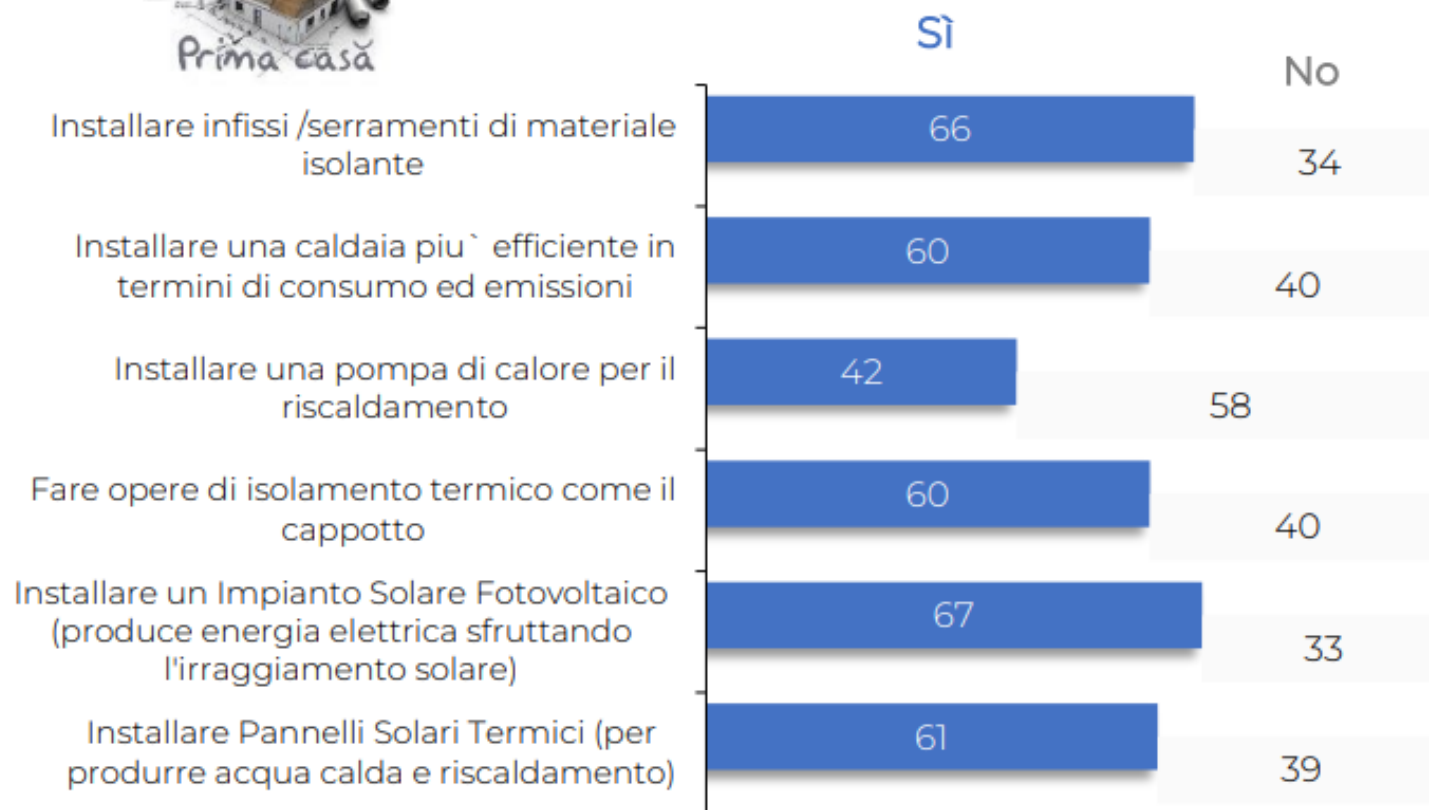 Prima casa
Sì
No
Installare infissi /serramenti di materiale
isolante
66
34
Installare una caldaia piu` efficiente in
termini di consumo ed emissioni
60
40
Installare una pompa di calore per il
riscaldamento
42
58
Fare opere di isolamento termico come il
cappotto
60
40
Installare un Impianto Solare Fotovoltaico
(produce energia elettrica sfruttando
l'irraggiamento solare)
67
33
Installare Pannelli Solari Termici (per
produrre acqua calda e riscaldamento)
61
39